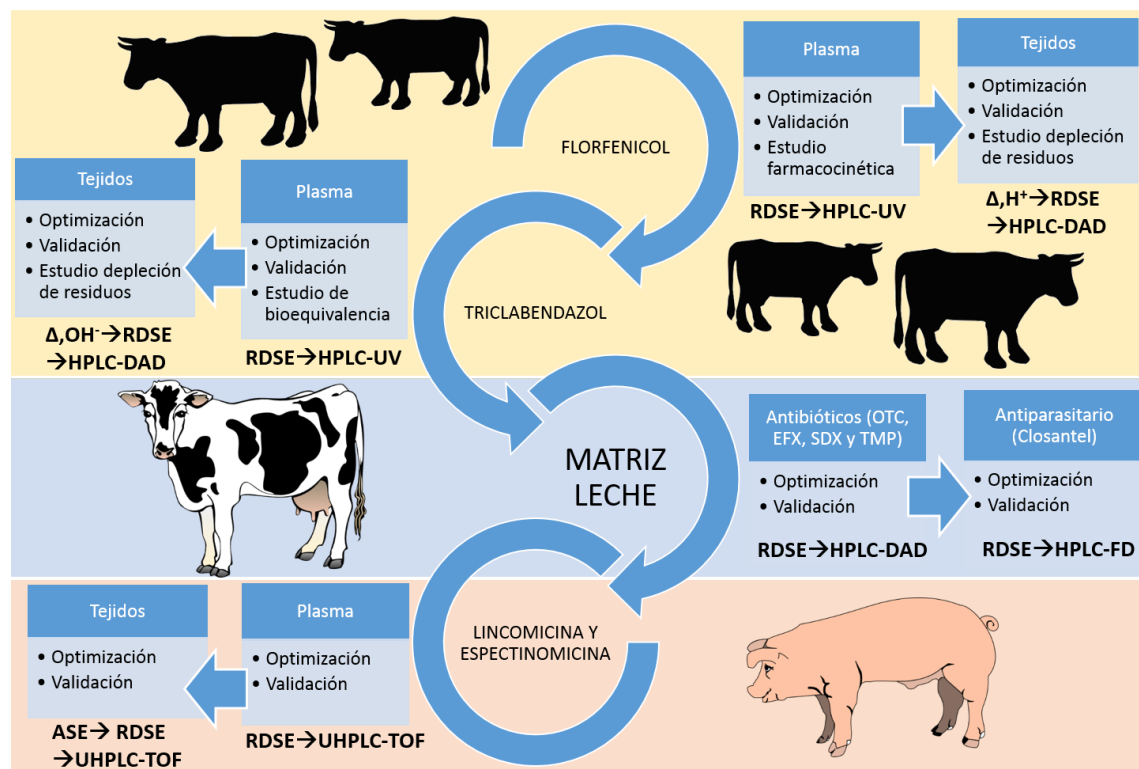 FLORFENICOL
Plasma
• Optimización
• Validación
• Estudio
farmacocinética
RDSE→HPLC-UV
Tejidos
• Optimización
• Validación
• Estudio depleción
de residuos
Δ,H⁺→RDSE
→HPLC-DAD
Tejidos
• Optimización
• Validación
• Estudio depleción
de residuos
Δ,OH⁻→RDSE
→HPLC-DAD
Plasma
• Optimización
• Validación
• Estudio de
bioequivalencia
RDSE→HPLC-UV
TRICLABENDAZOL
MATRIZ
LECHE
Antibióticos (OTC,
EFX, SDX y TMP)
• Optimización
• Validación
RDSE→HPLC-DAD
Antiparasitario
(Closantel)
• Optimización
• Validación
RDSE→HPLC-FD
Tejidos
• Optimización
• Validación
ASE→ RDSE
→UHPLC-TOF
Plasma
• Optimización
• Validación
RDSE→UHPLC-TOF
LINCOMICINA Y
ESPECTINOMICINA